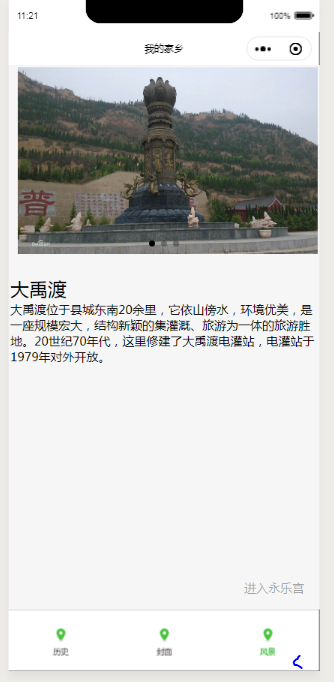 11:21
100%
我的家乡
普
大禹渡
大禹渡位于县城东南20余里，它依山傍水，环境优美，是
一座规模宏大，结构新颖的集灌溉、旅游为一体的旅游胜
地。20世纪70年代，这里修建了大禹渡电灌站，电灌站于
1979年对外开放。
进入永乐宫
历史
封面
风景